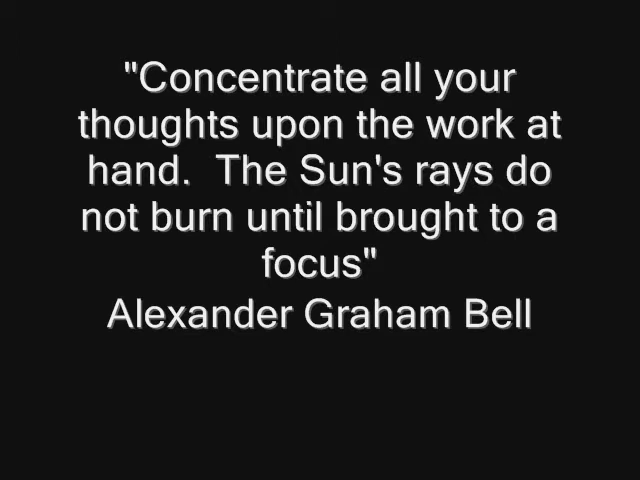 "Concentrate all your
thoughts upon the work at
hand.  The Sun's rays do
not burn until brought to a
focus"
Alexander Graham Bell